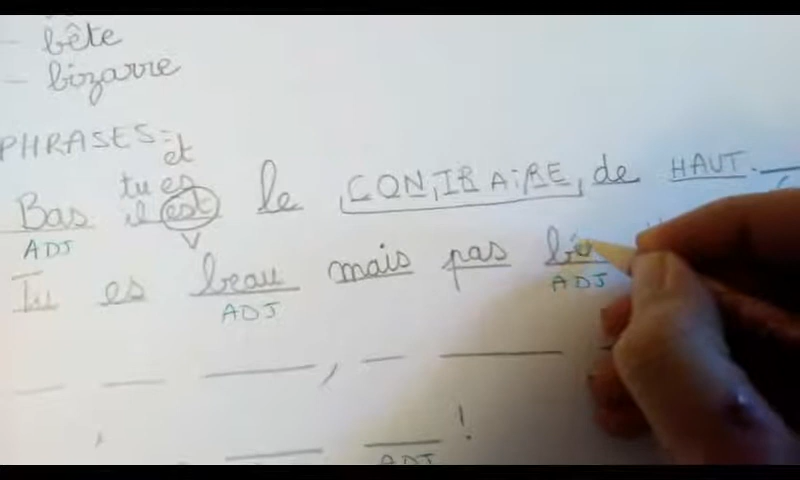 - bête
- bizarre
PHRASES:
et
tu es
Bas il est le CONTRAIRE de HAUT.
ADJ V
Tu es beau mais pas
ADJ ADJ
,
, !
ADJ